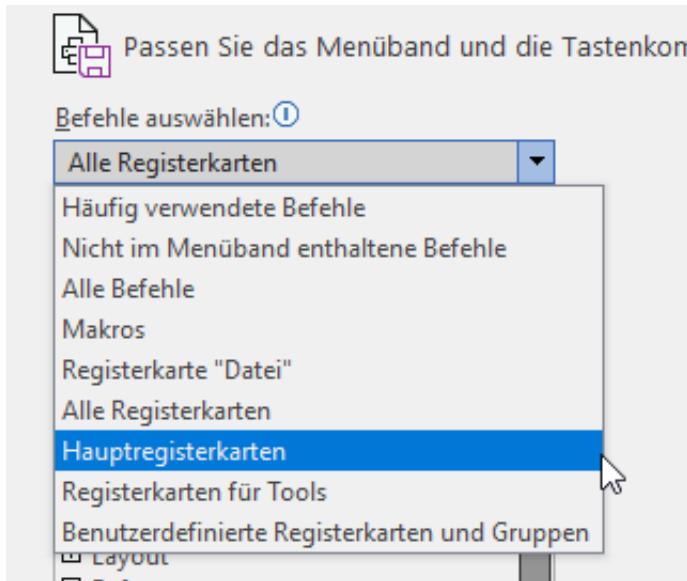 Passen Sie das Menüband und die
Befehle auswählen:
Alle Registerkarten
Häufig verwendete Befehle
Nicht im Menüband enthaltene Befehle
Alle Befehle
Makros
Registerkarte "Datei"
Alle Registerkarten
Hauptregisterkarten
Registerkarten für Tools
Benutzerdefinierte Registerkarten und Gruppen
Layout